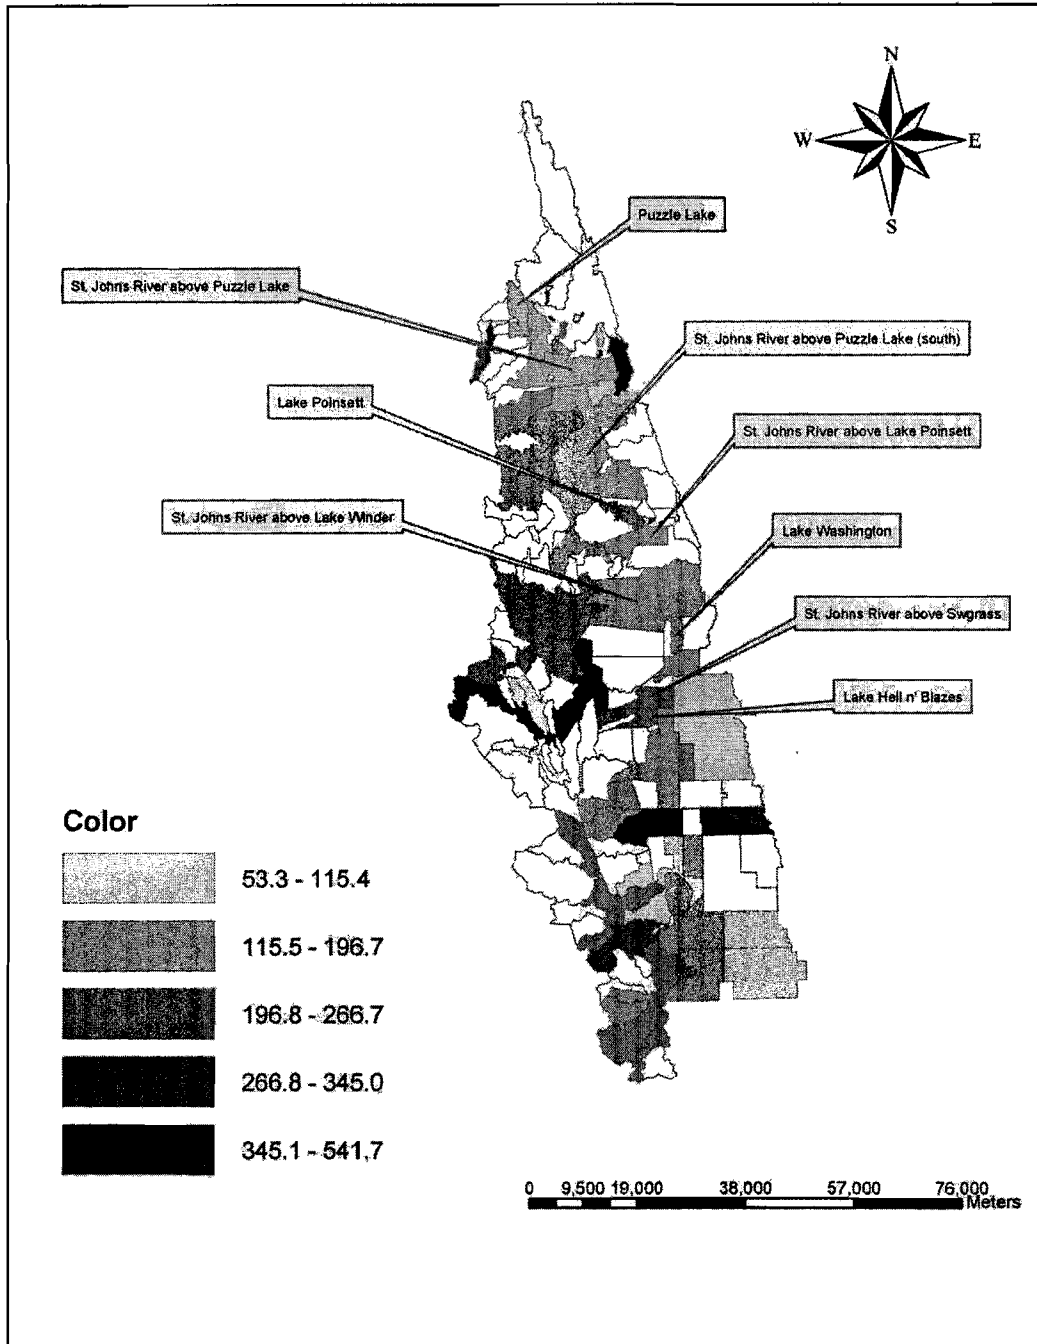 N
W
E
S
Puzzle Lake
St. Johns River above Puzzle Lake
St. Johns River above Puzzle Lake (south)
Lake Poinsett
St. Johns River above Lake Poinsett
St. Johns River above Lake Winder
Lake Washington
St. Johns River above Swgrass
Lake Hell n' Blazes
Color
53.3 - 115.4
115.5 - 196.7
196.8 - 266.7
266.8 - 345.0
345.1 - 541.7
0 9,500 19,000 38,000 57,000 76,000
Meters